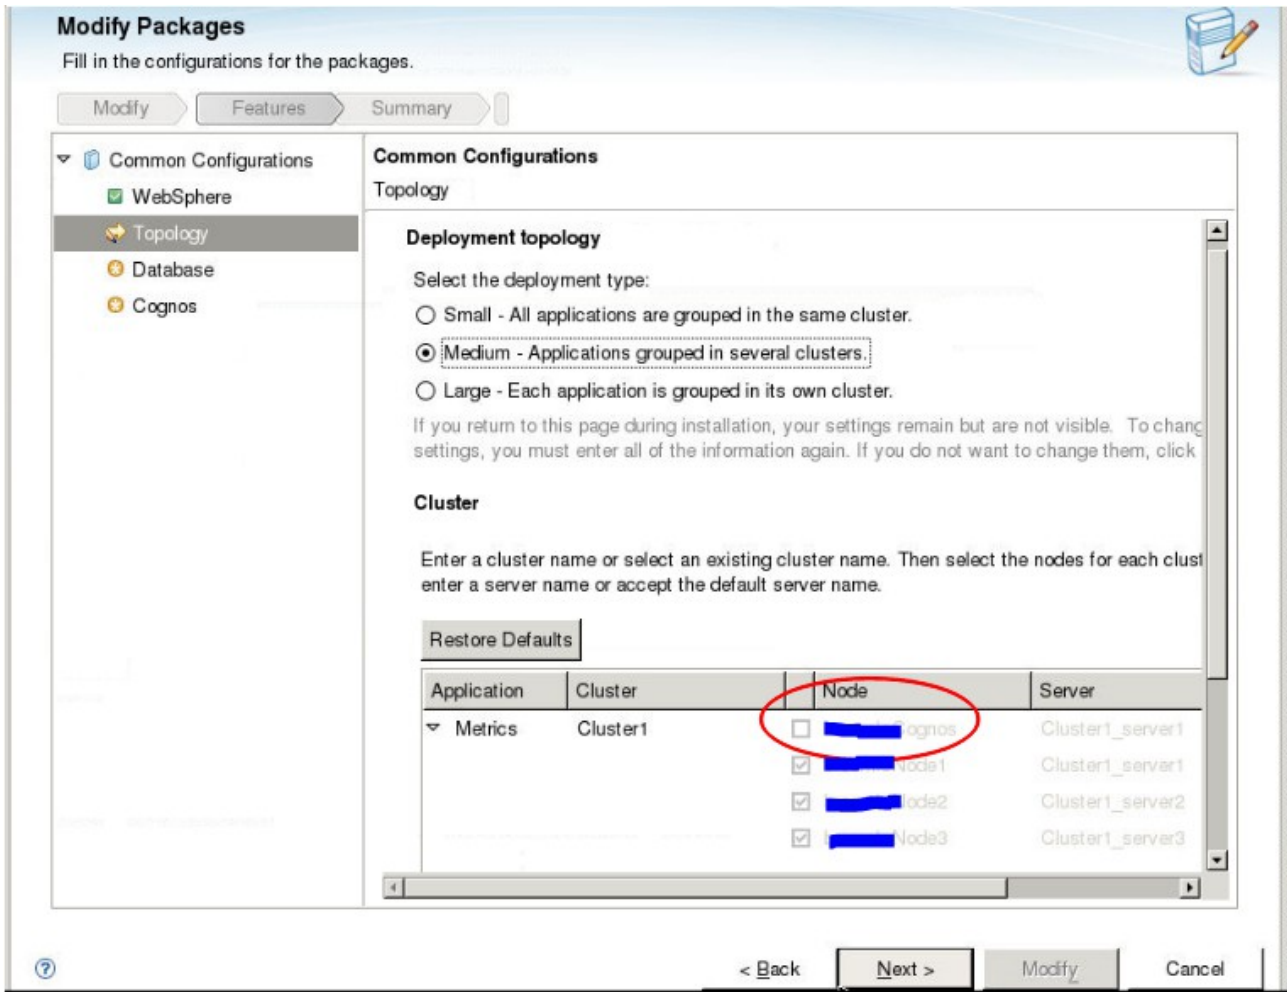 Modify Packages
Fill in the configurations for the packages.
Modify Features Summary
Common Configurations
WebSphere
Topology
Database
Cognos
Common Configurations
Topology
Deployment topology
Select the deployment type:
Small - All applications are grouped in the same cluster.
Medium - Applications grouped in several clusters.
Large - Each application is grouped in its own cluster.
If you return to this page during installation, your settings remain but are not visible. To chang
settings, you must enter all of the information again. If you do not want to change them, click
Cluster
Enter a cluster name or select an existing cluster name. Then select the nodes for each clust
enter a server name or accept the default server name.
Restore Defaults
Application Cluster Node Server
Metrics Cluster1 Cognos Cluster1_server1
Node1 Cluster1_server1
Node2 Cluster1_server2
Node3 Cluster1_server3
< Back Next > Modify Cancel